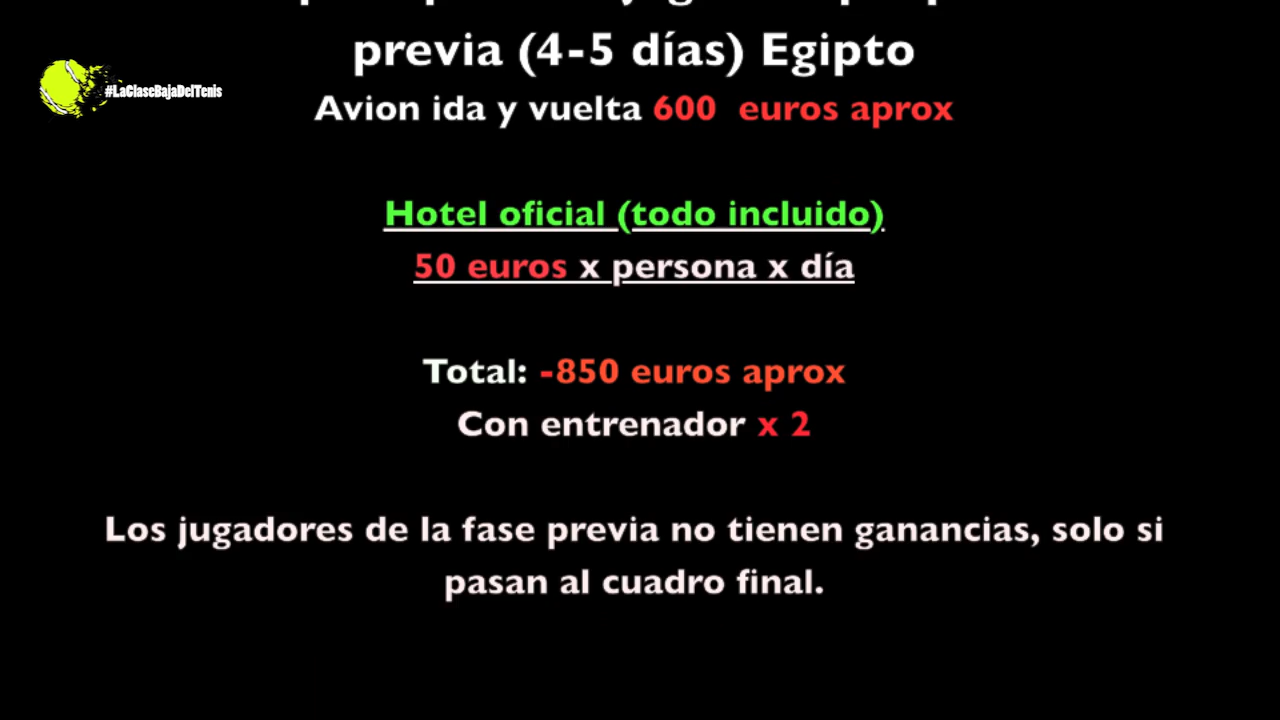 previa (4-5 días) Egipto
#LaClaseBajaDelTenis
Avion ida y vuelta 600 euros aprox
Hotel oficial (todo incluido)
50 euros x persona x día
Total: -850 euros aprox
Con entrenador x 2
Los jugadores de la fase previa no tienen ganancias, solo si
pasan al cuadro final.